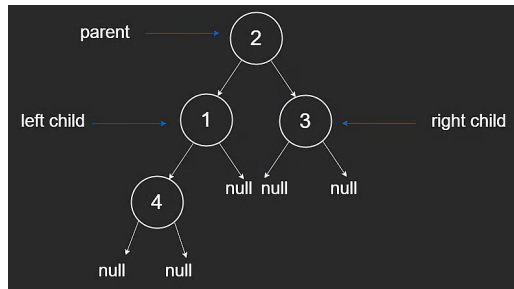 parent
2
left child
1
3
right child
null null null
4
null null